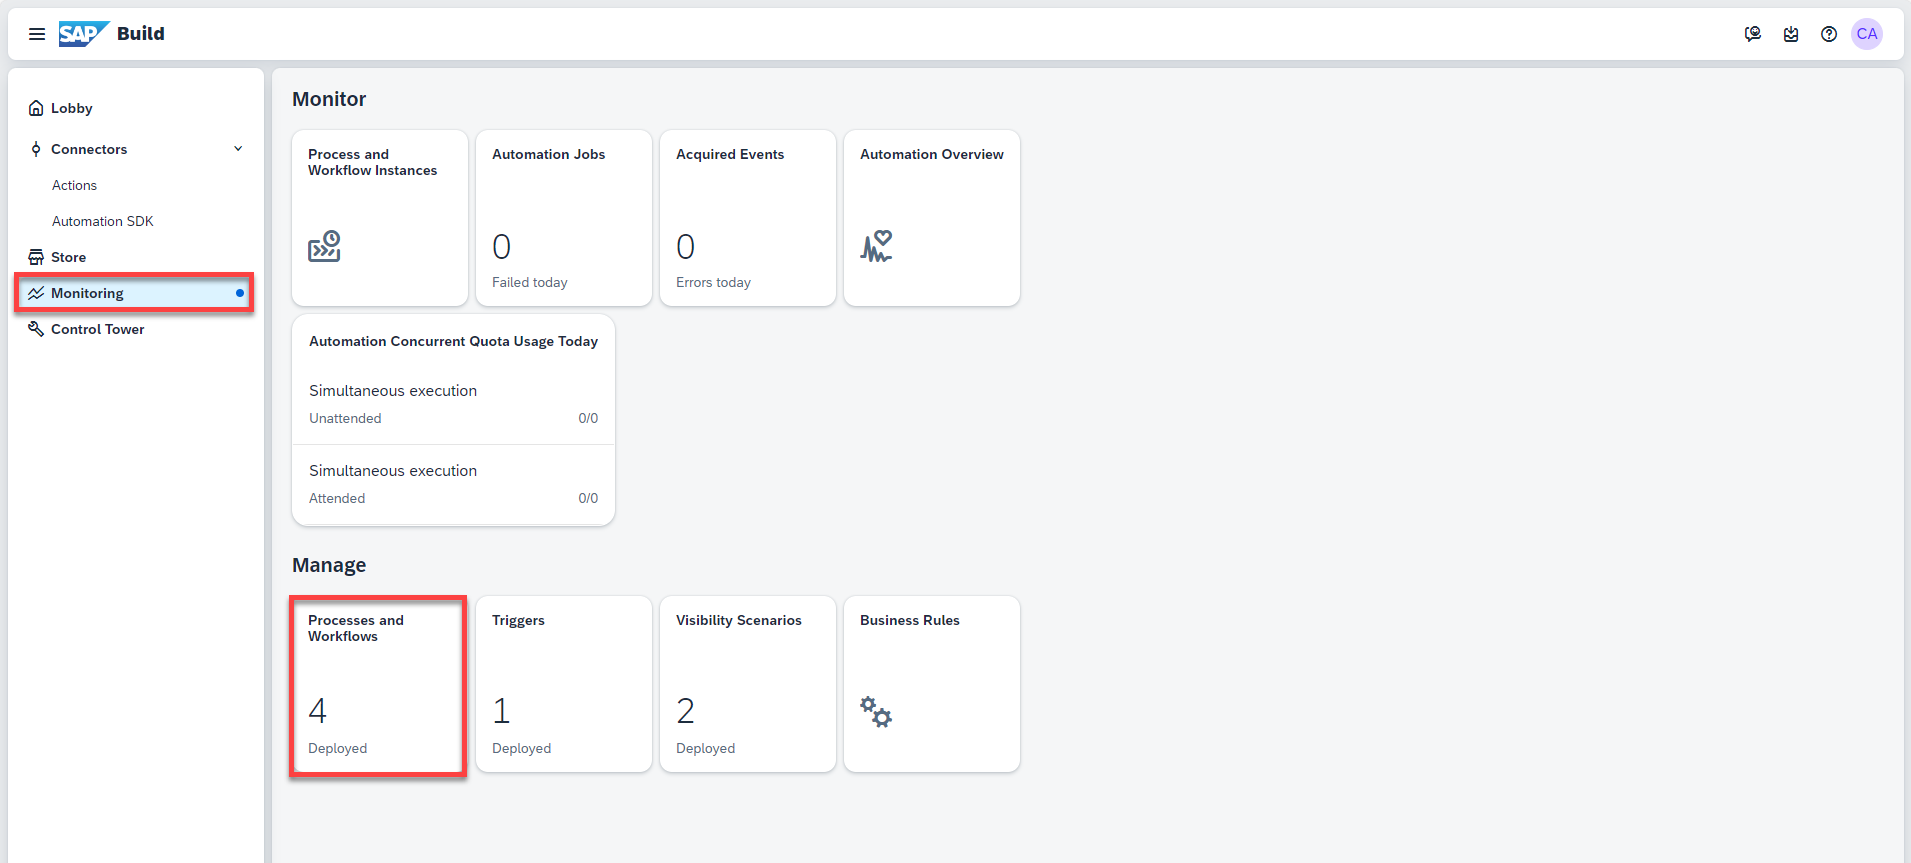 SAP Build
CA
Lobby
Connectors
Actions
Automation SDK
Store
Monitoring
Control Tower
Monitor
Process and
Workflow Instances
Automation Jobs
0
Failed today
Acquired Events
0
Errors today
Automation Overview
Automation Concurrent Quota Usage Today
Simultaneous execution
Unattended 0/0
Simultaneous execution
Attended 0/0
Manage
Processes and
Workflows
4
Deployed
Triggers
1
Deployed
Visibility Scenarios
2
Deployed
Business Rules